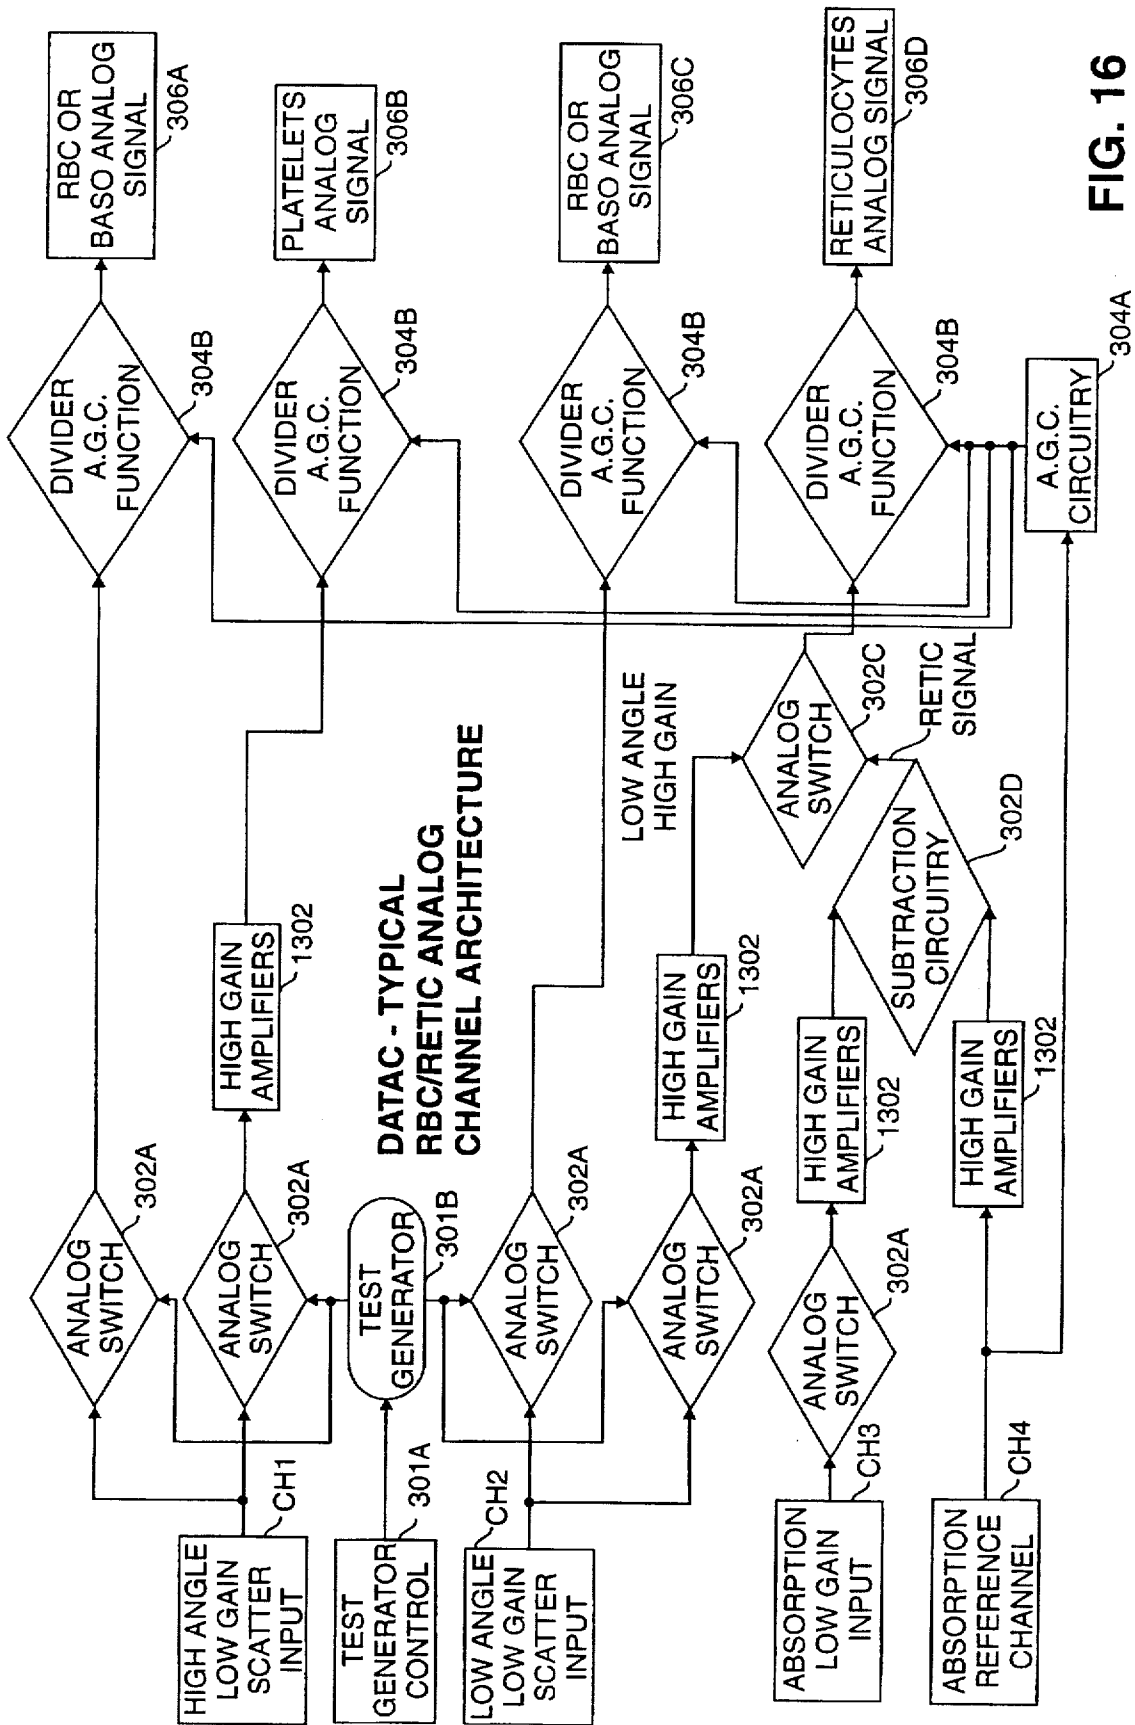 HIGH ANGLE
LOW GAIN
SCATTER
INPUT
CH1
ANALOG
SWITCH
302A
DIVIDER
A.G.C.
FUNCTION
304B
RBC OR
BASO ANALOG
SIGNAL
306A
ANALOG
SWITCH
302A
HIGH GAIN
AMPLIFIERS
1302
DIVIDER
A.G.C.
FUNCTION
304B
PLATELETS
ANALOG
SIGNAL
306B
TEST
GENERATOR
CONTROL
301A
TEST
GENERATOR
301B
DATAC - TYPICAL
RBC/RETIC ANALOG
CHANNEL ARCHITECTURE
LOW ANGLE
LOW GAIN
SCATTER
INPUT
CH2
ANALOG
SWITCH
302A
DIVIDER
A.G.C.
FUNCTION
304B
RBC OR
BASO ANALOG
SIGNAL
306C
ANALOG
SWITCH
302A
HIGH GAIN
AMPLIFIERS
1302
LOW ANGLE
HIGH GAIN
ANALOG
SWITCH
302C
RETIC
SIGNAL
DIVIDER
A.G.C.
FUNCTION
304B
RETICULOCYTES
ANALOG SIGNAL
306D
ABSORPTION
LOW GAIN
INPUT
CH3
ANALOG
SWITCH
302A
HIGH GAIN
AMPLIFIERS
1302
SUBTRACTION
CIRCUITRY
302D
ABSORPTION
REFERENCE
CHANNEL
CH4
HIGH GAIN
AMPLIFIERS
1302
A.G.C.
CIRCUITRY
304A
FIG. 16